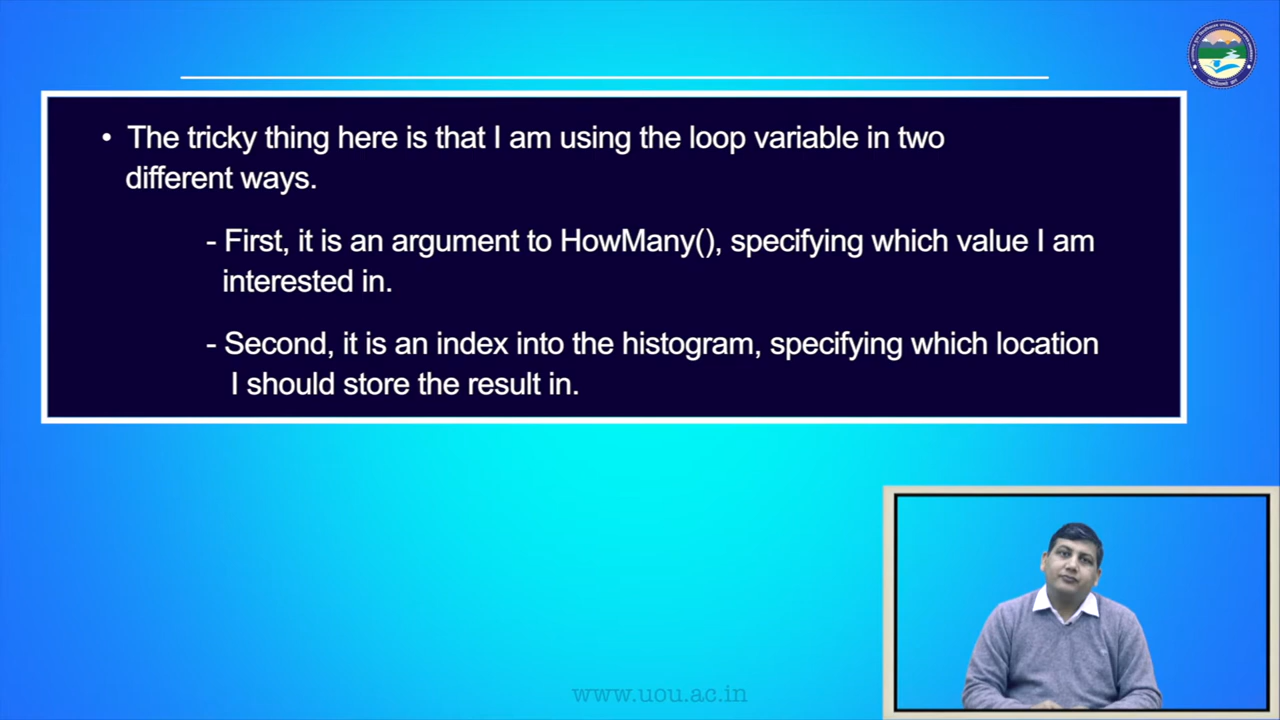 • The tricky thing here is that I am using the loop variable in two
different ways.
- First, it is an argument to HowMany(), specifying which value I am
interested in.
- Second, it is an index into the histogram, specifying which location
I should store the result in.
www.uou.ac.in